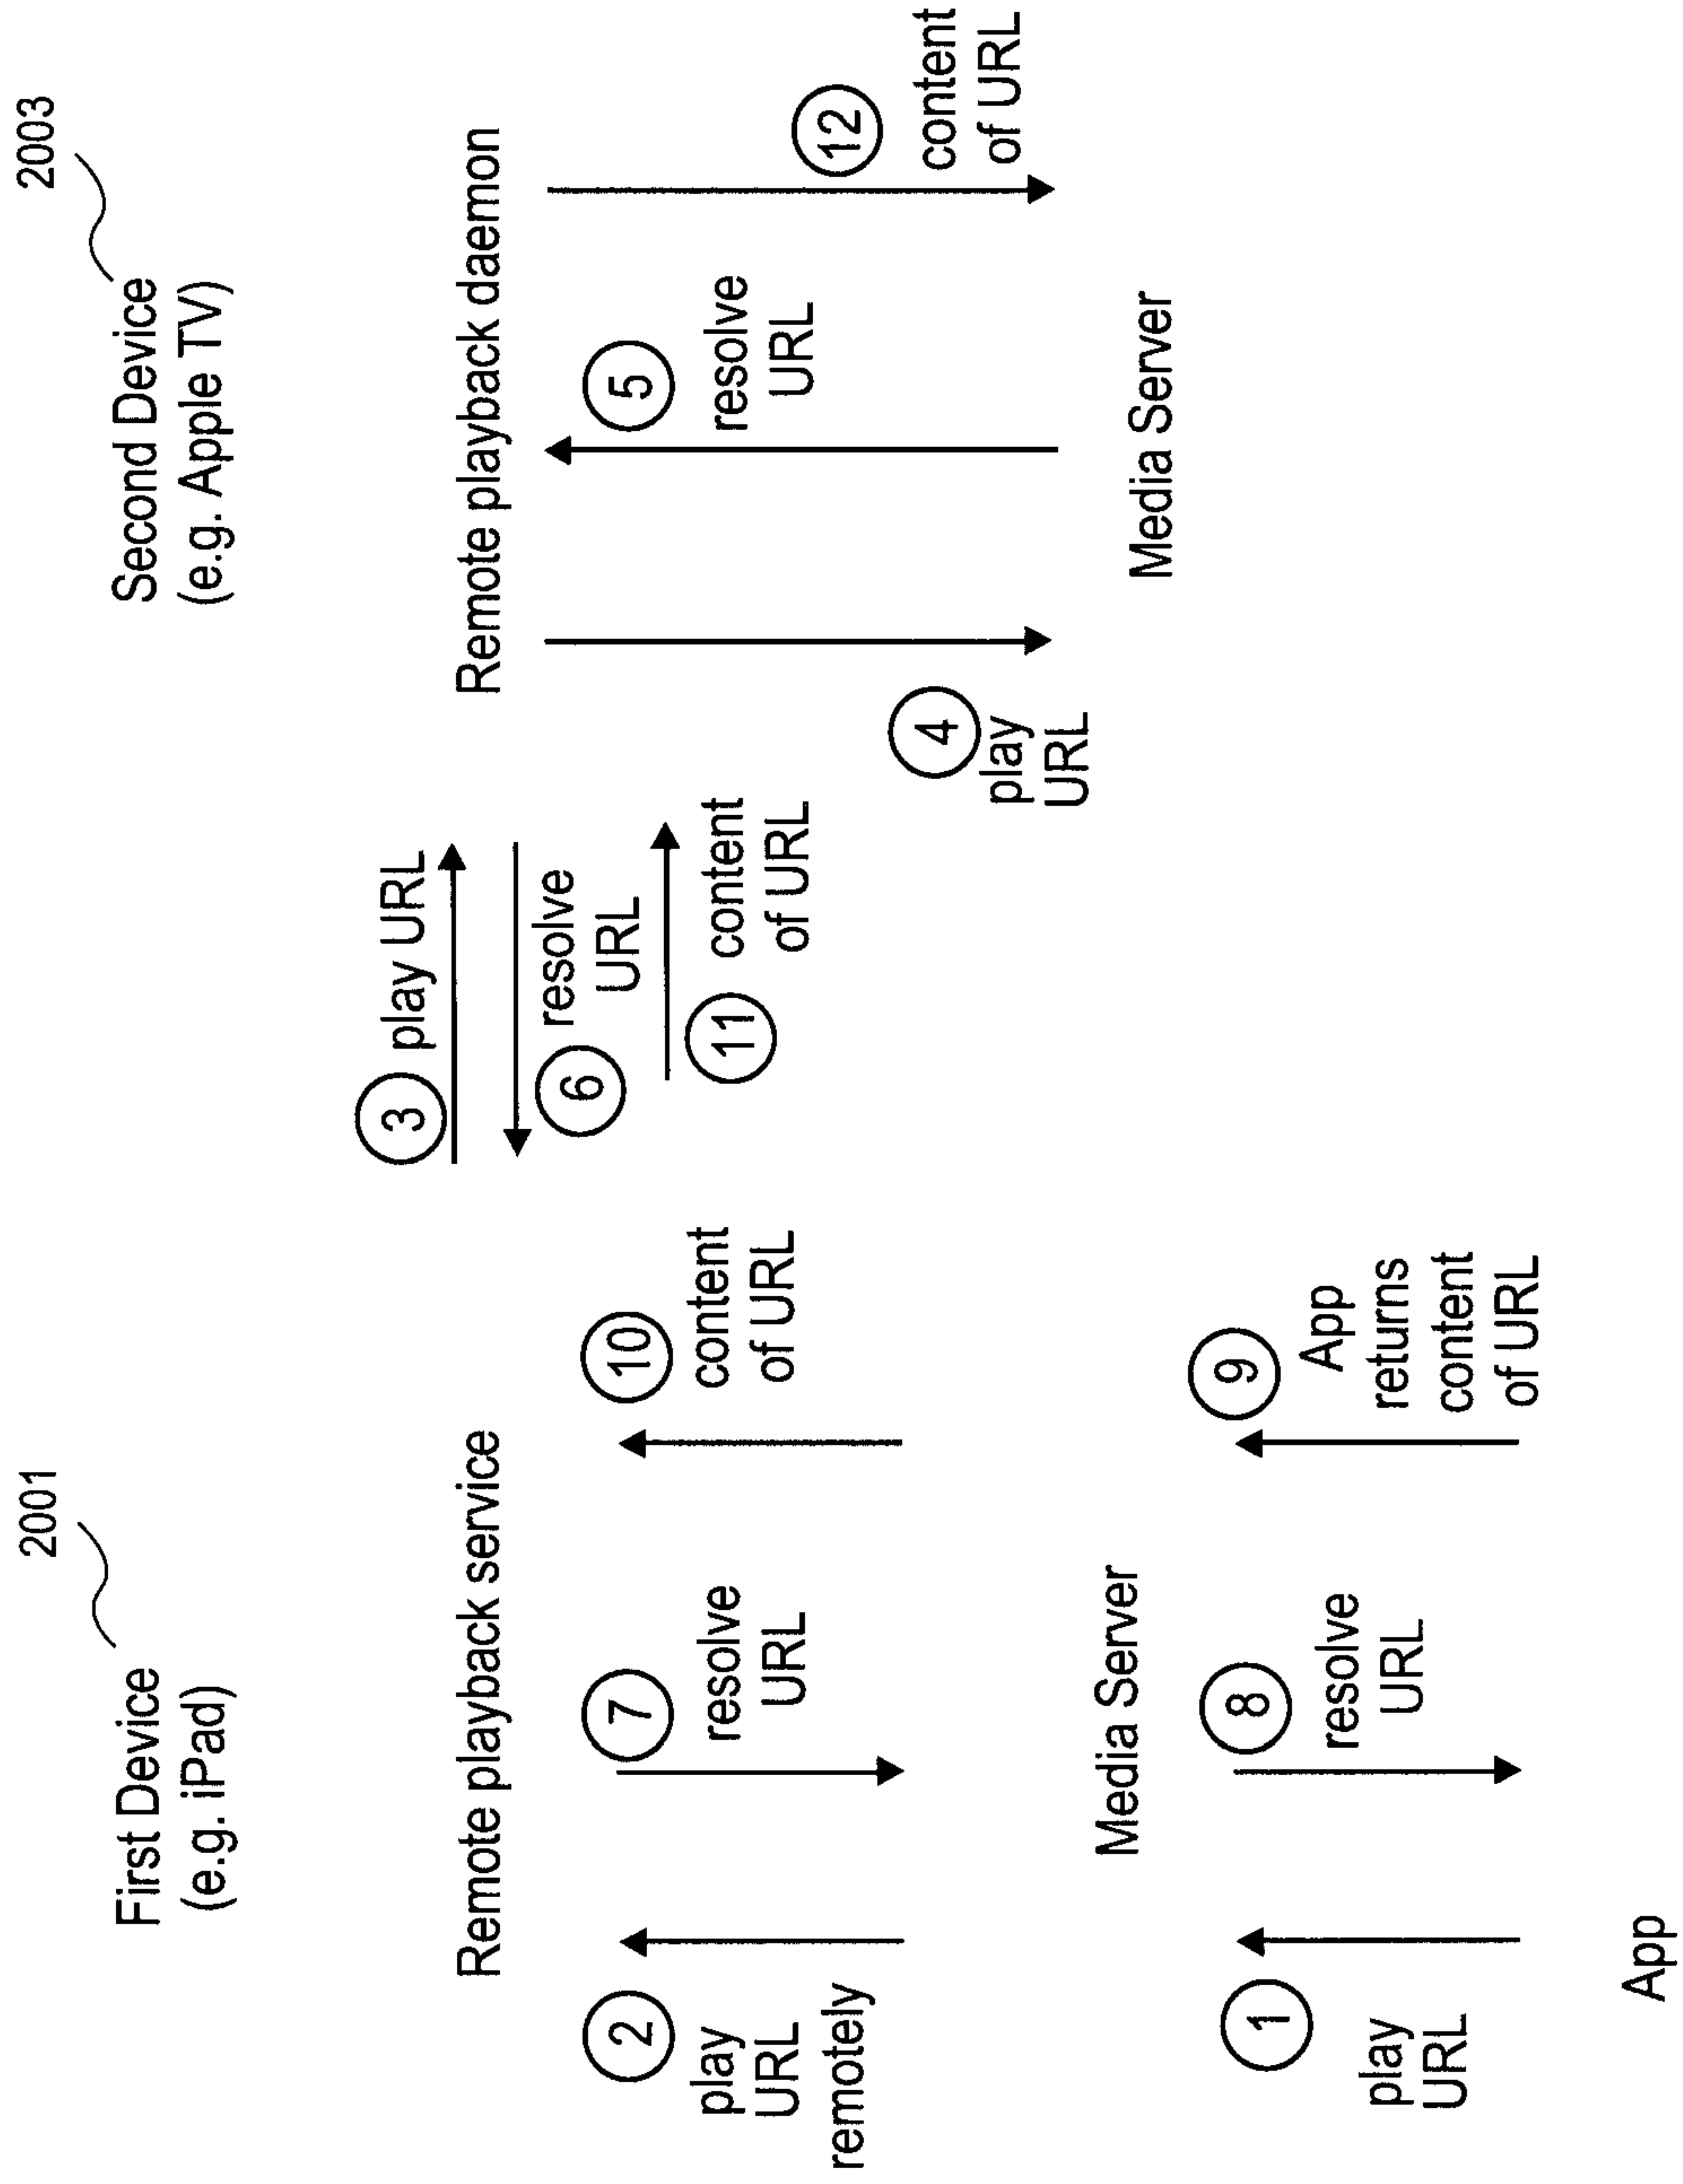 2001
First Device
(e.g. iPad)
2003
Second Device
(e.g. Apple TV)
Remote playback service
Remote playback daemon
3 play URL
6 resolve
URL
11 content
of URL
2
play
URL
remotely
7
resolve
URL
10
content
of URL
4
play
URL
5
resolve
URL
12
content
of URL
Media Server
Media Server
1
play
URL
8
resolve
URL
9
App
returns
content
of URL
App